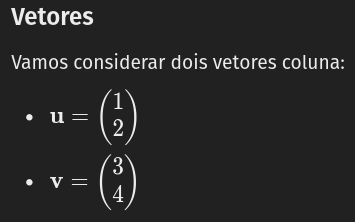 Vetores
Vamos considerar dois vetores coluna:
• u = (1
2)
• v = (3
4)